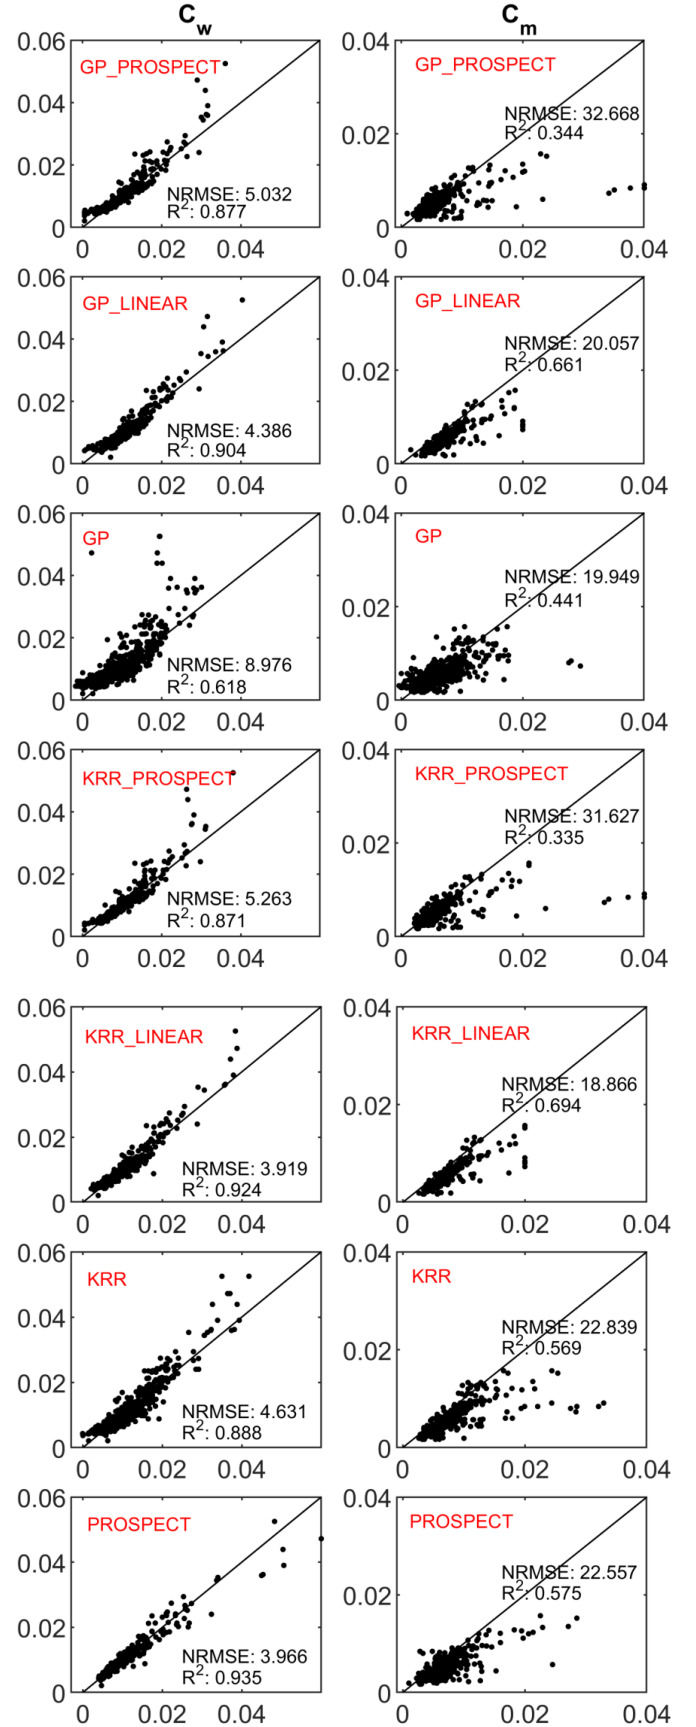 C_w C_m
0.06 0.04
GP_PROSPECT GP_PROSPECT
0.04 NRMSE: 32.668
0.02 R²: 0.344
0.02 NRMSE: 5.032
R²: 0.877
0 0
0 0.02 0.04 0 0.02 0.04
0.06 0.04
GP_LINEAR GP_LINEAR
0.04 NRMSE: 20.057
0.02 R²: 0.661
0.02 NRMSE: 4.386
R²: 0.904
0 0
0 0.02 0.04 0 0.02 0.04
0.06 0.04
GP GP
0.04 NRMSE: 19.949
0.02 R²: 0.441
0.02 NRMSE: 8.976
R²: 0.618
0 0
0 0.02 0.04 0 0.02 0.04
0.06 0.04
KRR_PROSPECT KRR_PROSPECT
0.04 NRMSE: 31.627
0.02 R²: 0.335
0.02 NRMSE: 5.263
R²: 0.871
0 0
0 0.02 0.04 0 0.02 0.04
0.06 0.04
KRR_LINEAR KRR_LINEAR
0.04 NRMSE: 18.866
0.02 R²: 0.694
0.02 NRMSE: 3.919
R²: 0.924
0 0
0 0.02 0.04 0 0.02 0.04
0.06 0.04
KRR KRR
0.04 NRMSE: 22.839
0.02 R²: 0.569
0.02 NRMSE: 4.631
R²: 0.888
0 0
0 0.02 0.04 0 0.02 0.04
0.06 0.04
PROSPECT PROSPECT
0.04 NRMSE: 22.557
0.02 R²: 0.575
0.02 NRMSE: 3.966
R²: 0.935
0 0
0 0.02 0.04 0 0.02 0.04